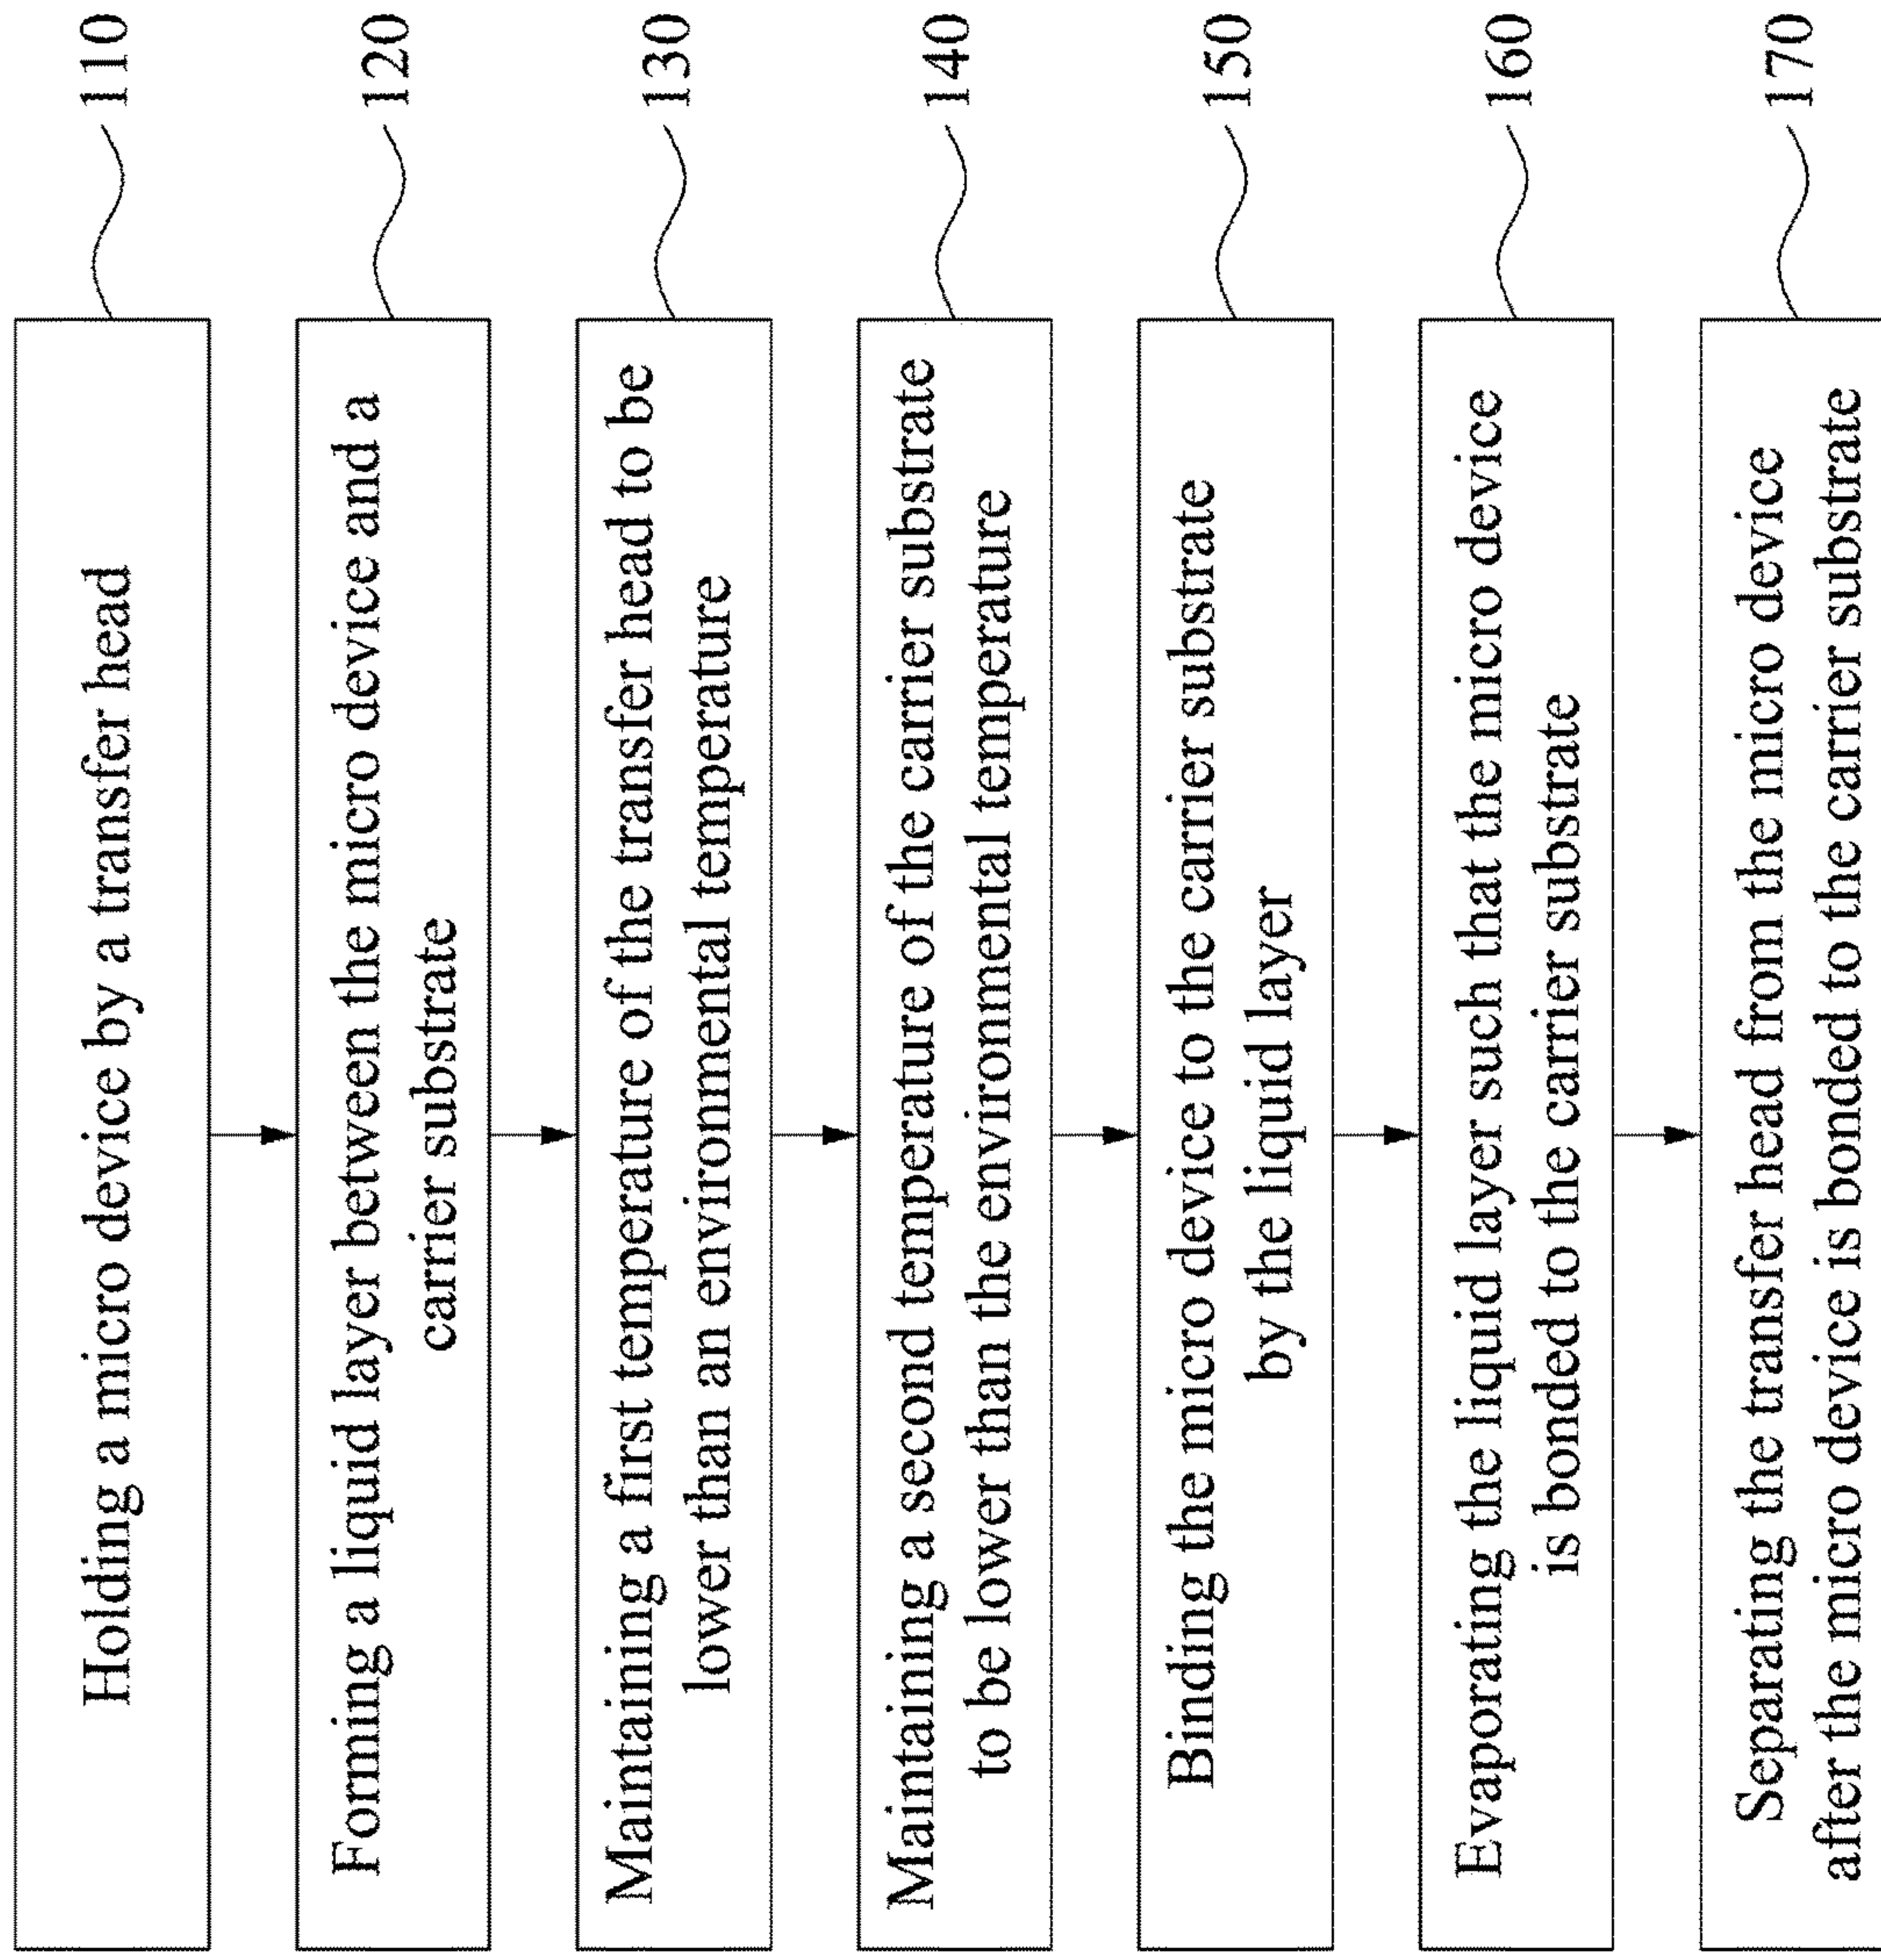 Holding a micro device by a transfer head
110
Forming a liquid layer between the micro device and a
carrier substrate
120
Maintaining a first temperature of the transfer head to be
lower than an environmental temperature
130
Maintaining a second temperature of the carrier substrate
to be lower than the environmental temperature
140
Binding the micro device to the carrier substrate
by the liquid layer
150
Evaporating the liquid layer such that the micro device
is bonded to the carrier substrate
160
Separating the transfer head from the micro device
after the micro device is bonded to the carrier substrate
170